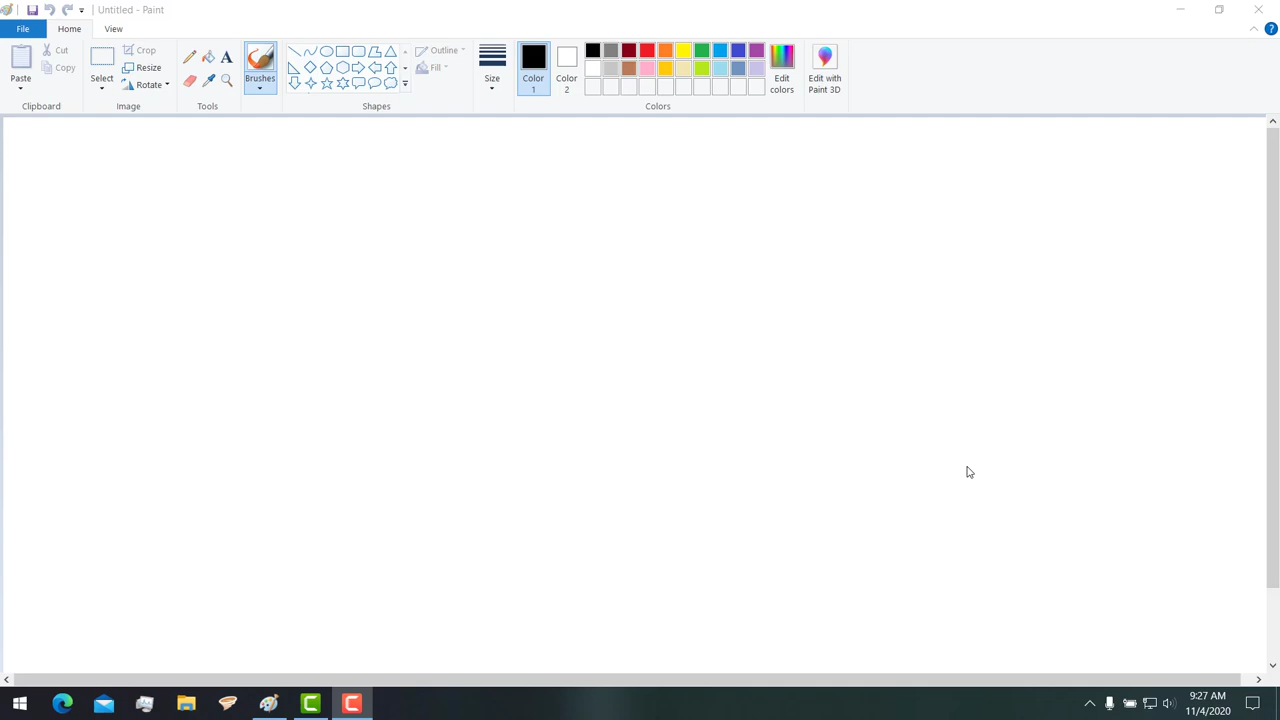 Untitled - Paint
File Home View
Paste
Cut
Copy
Clipboard
Select
Crop
Resize
Rotate
Image
A
Tools
Brushes
Outline
Fill
Shapes
Size
Color 1
Color 2
Edit colors
Colors
Edit with Paint 3D
9:27 AM
11/4/2020